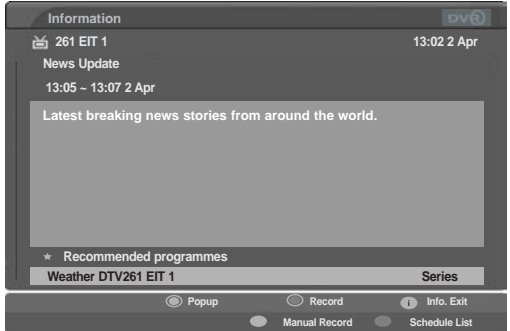 Information DVR
261 EIT 1 13:02 2 Apr
News Update
13:05 ~ 13:07 2 Apr
Latest breaking news stories from around the world.
Recommended programmes
Weather DTV261 EIT 1 Series
Popup Record i Info. Exit
Manual Record Schedule List